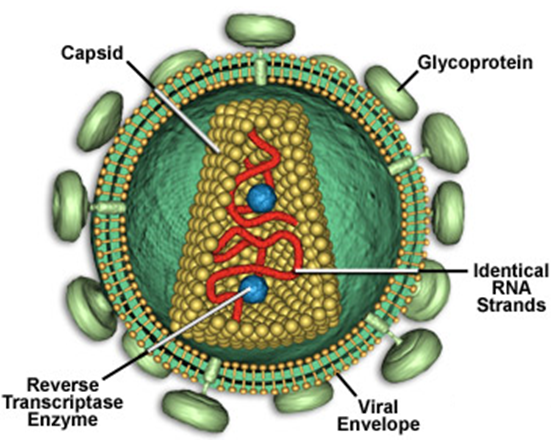 Capsid
Glycoprotein
Identical
RNA
Strands
Reverse
Transcriptase
Enzyme
Viral
Envelope